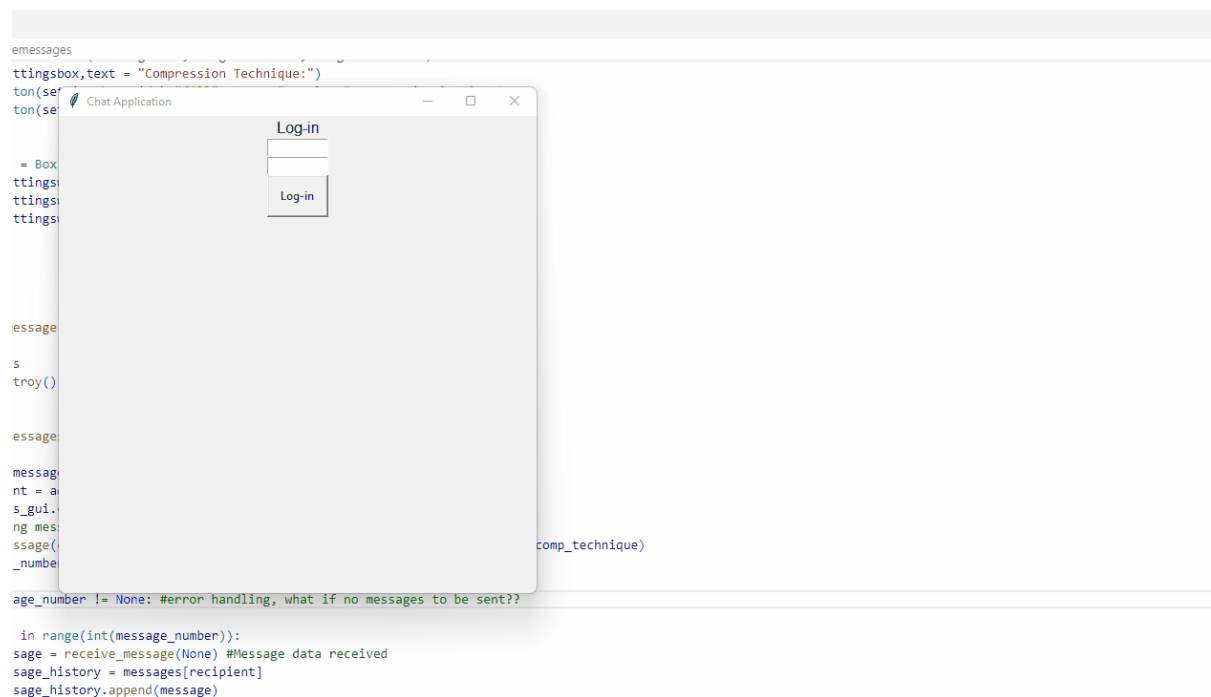 emessages
ttingsbox,text = "Compression Technique:")
ton(set
Chat Application
ton(set
Log-in
= Box
ttings
ttings
Log-in
ttings
essage
s
troy()
essage
messag
nt = a
s_gui.
ng mes
ssage( comp_technique)
_numbe
age_number != None: #error handling, what if no messages to be sent??
in range(int(message_number)):
sage = receive_message(None) #Message data received
sage_history = messages[recipient]
sage_history.append(message)